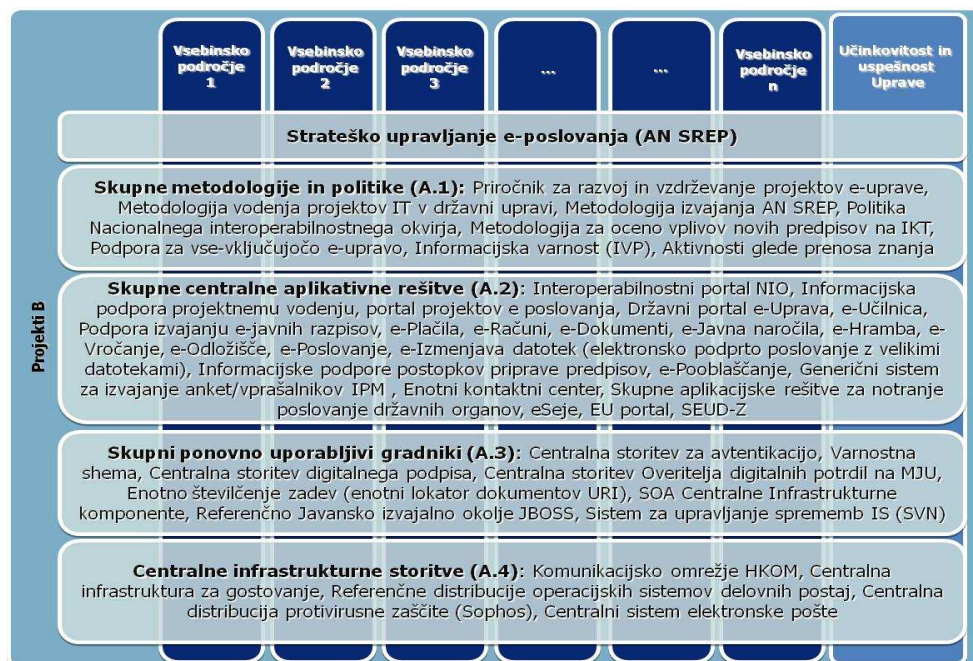 Vsebinsko
področje
1
Vsebinsko
področje
2
Vsebinsko
področje
3
...
...
Vsebinsko
področje
n
Učinkovitost in
uspešnost
Uprave
Projekti B
Strateško upravljanje e-poslovanja (AN SREP)
Skupne metodologije in politike (A.1): Priročnik za razvoj in vzdrževanje projektov e-uprave,
Metodologija vodenja projektov IT v državni upravi, Metodologija izvajanja AN SREP, Politika
Nacionalnega interoperabilnostnega okvirja, Metodologija za oceno vplivov novih predpisov na IKT,
Podpora za vse-vključujočo e-upravo, Informacijska varnost (IVP), Aktivnosti glede prenosa znanja
Skupne centralne aplikativne rešitve (A.2): Interoperabilnostni portal NIO, Informacijska
podpora projektnemu vodenju, portal projektov e poslovanja, Državni portal e-Uprava, e-Učilnica,
Podpora izvajanju e-javnih razpisov, e-Plačila, e-Računi, e-Dokumenti, e-Javna naročila, e-Hramba, e-
Vročanje, e-Odložišče, e-Poslovanje, e-Izmenjava datotek (elektronsko podprto poslovanje z velikimi
datotekami), Informacijske podpore postopkov priprave predpisov, e-Pooblaščanje, Generični sistem
za izvajanje anket/vprašalnikov IPM , Enotni kontaktni center, Skupne aplikacijske rešitve za notranje
poslovanje državnih organov, eSeje, EU portal, SEUD-Z
Skupni ponovno uporabljivi gradniki (A.3): Centralna storitev za avtentikacijo, Varnostna
shema, Centralna storitev digitalnega podpisa, Centralna storitev Overitelja digitalnih potrdil na MJU,
Enotno številčenje zadev (enotni lokator dokumentov URI), SOA Centralne Infrastrukturne
komponente, Referenčno Javansko izvajalno okolje JBOSS, Sistem za upravljanje sprememb IS (SVN)
Centralne infrastrukturne storitve (A.4): Komunikacijsko omrežje HKOM, Centralna
infrastruktura za gostovanje, Referenčne distribucije operacijskih sistemov delovnih postaj, Centralna
distribucija protivirusne zaščite (Sophos), Centralni sistem elektronske pošte